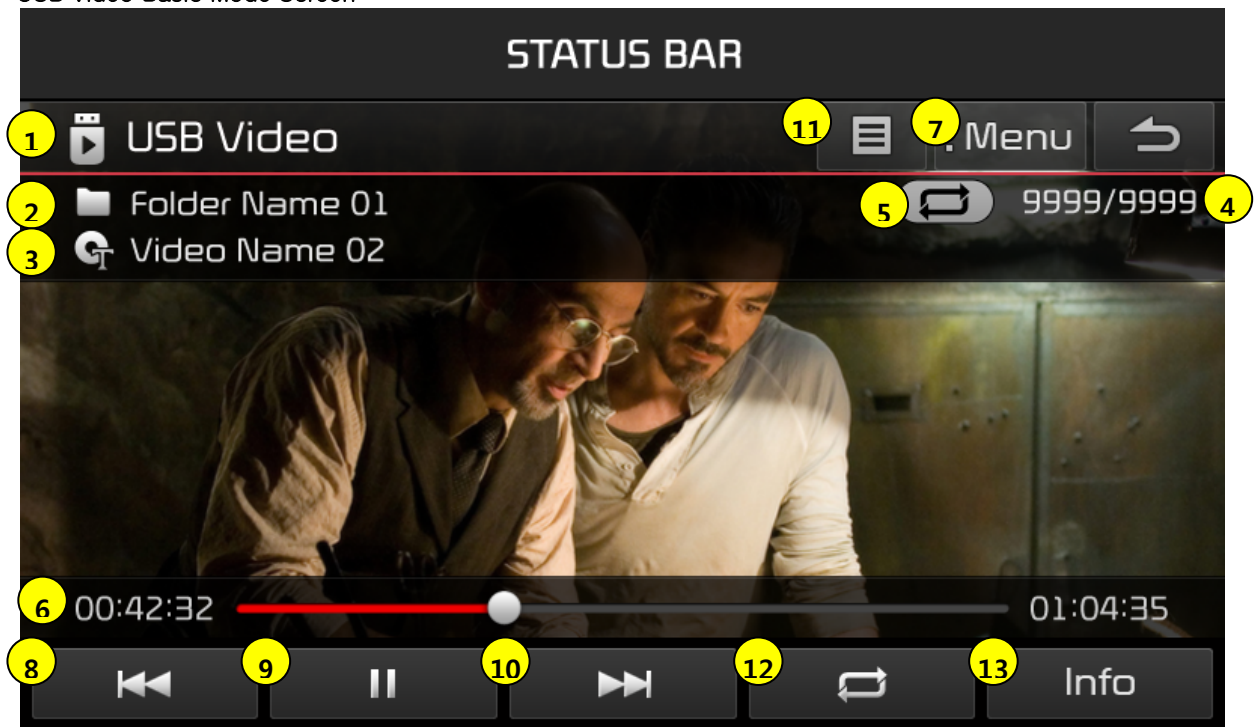 USB Video Basic Mode Screen
STATUS BAR
1 USB Video 11 7 Menu
2 Folder Name 01 5 9999/9999 4
3 Video Name 02
6 00:42:32 01:04:35
8 9 10 12 13 Info